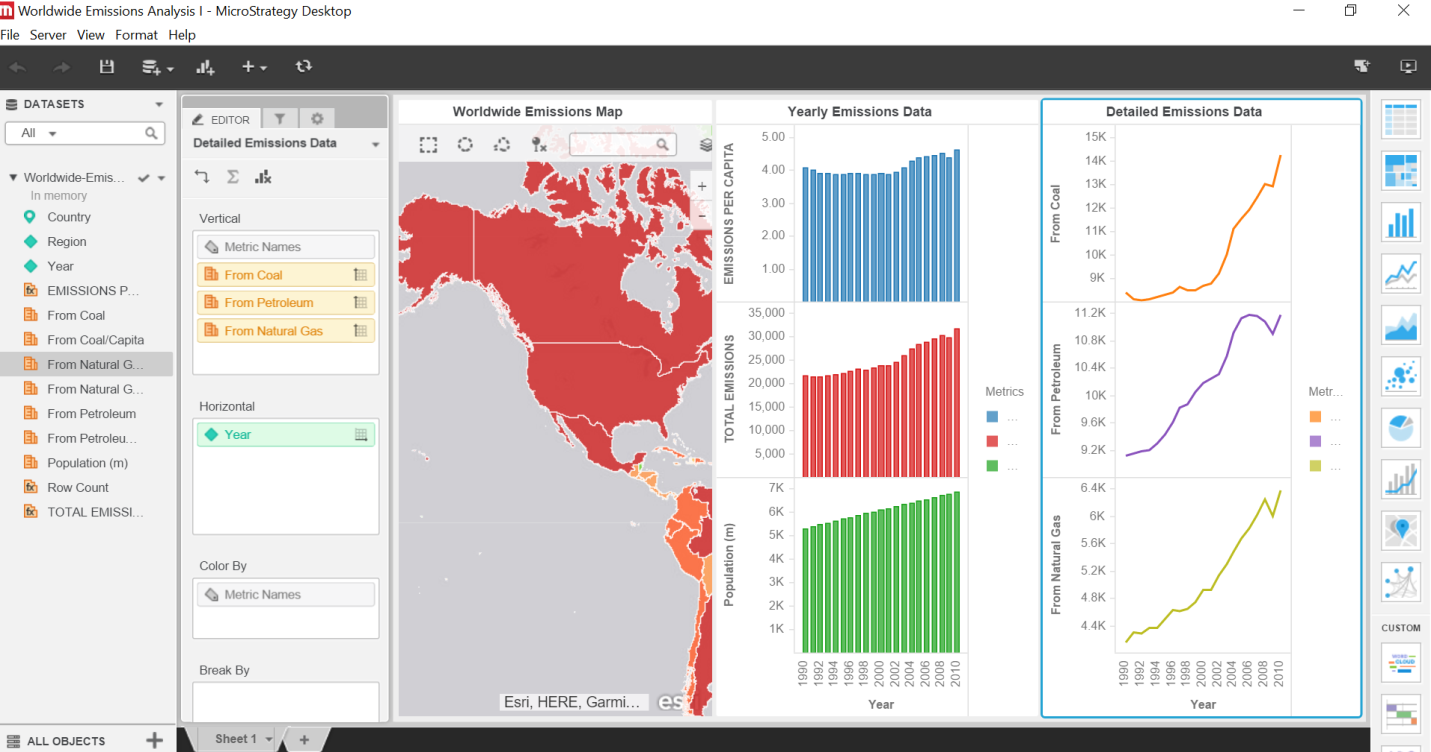 Worldwide Emissions Analysis I - MicroStrategy Desktop
File Server View Format Help
DATASETS
All
Worldwide-Emis...
In memory
Country
Region
Year
EMISSIONS P...
From Coal
From Coal/Capita
From Natural G...
From Natural G...
From Petroleum
From Petroleu...
Population (m)
Row Count
TOTAL EMISSI...
ALL OBJECTS
EDITOR
Detailed Emissions Data
Vertical
Metric Names
From Coal
From Petroleum
From Natural Gas
Horizontal
Year
Color By
Metric Names
Break By
Worldwide Emissions Map
Esri, HERE, Garmi...
es
Yearly Emissions Data
EMISSIONS PER CAPITA
5.00
4.00
3.00
2.00
1.00
TOTAL EMISSIONS
35,000
30,000
25,000
20,000
15,000
10,000
5,000
Population (m)
7K
6K
5K
4K
3K
2K
1K
1990 1992 1994 1996 1998 2000 2002 2004 2006 2008 2010
Year
Metrics
...
...
...
Detailed Emissions Data
From Coal
15K
14K
13K
12K
11K
10K
9K
From Petroleum
11.2K
10.8K
10.4K
10K
9.6K
9.2K
From Natural Gas
6.4K
6K
5.6K
5.2K
4.8K
4.4K
1990 1992 1994 1996 1998 2000 2002 2004 2006 2008 2010
Year
Metr...
...
...
...
CUSTOM
WORD
CLOUD
Sheet 1